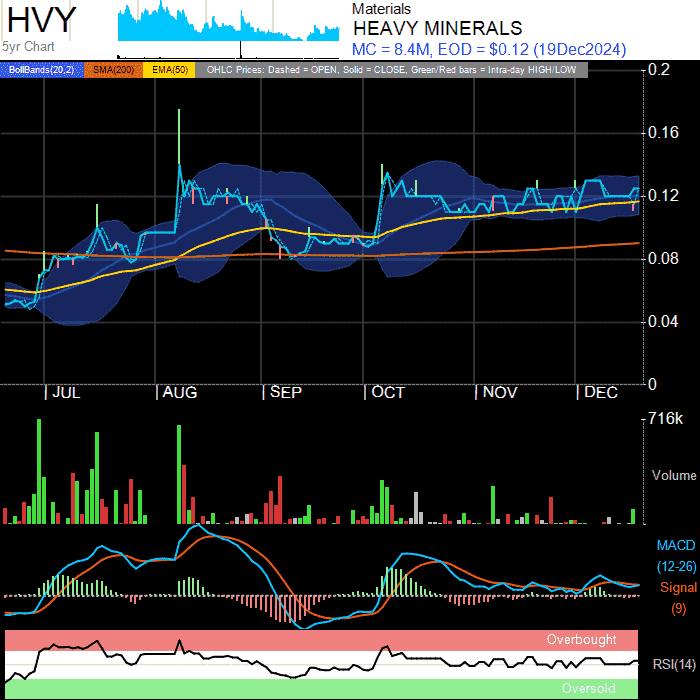 HVY
5yr Chart
Materials
HEAVY MINERALS
MC = 8.4M, EOD = $0.12 (19Dec2024)
BollBands(20,2) SMA(200) EMA(50) OHLC Prices: Dashed = OPEN, Solid = CLOSE, Green/Red bars = Intra-day HIGH/LOW
0.2
0.16
0.12
0.08
0.04
0
JUL AUG SEP OCT NOV DEC
716k
Volume
MACD
(12-26)
Signal
(9)
Overbought
RSI(14)
Oversold